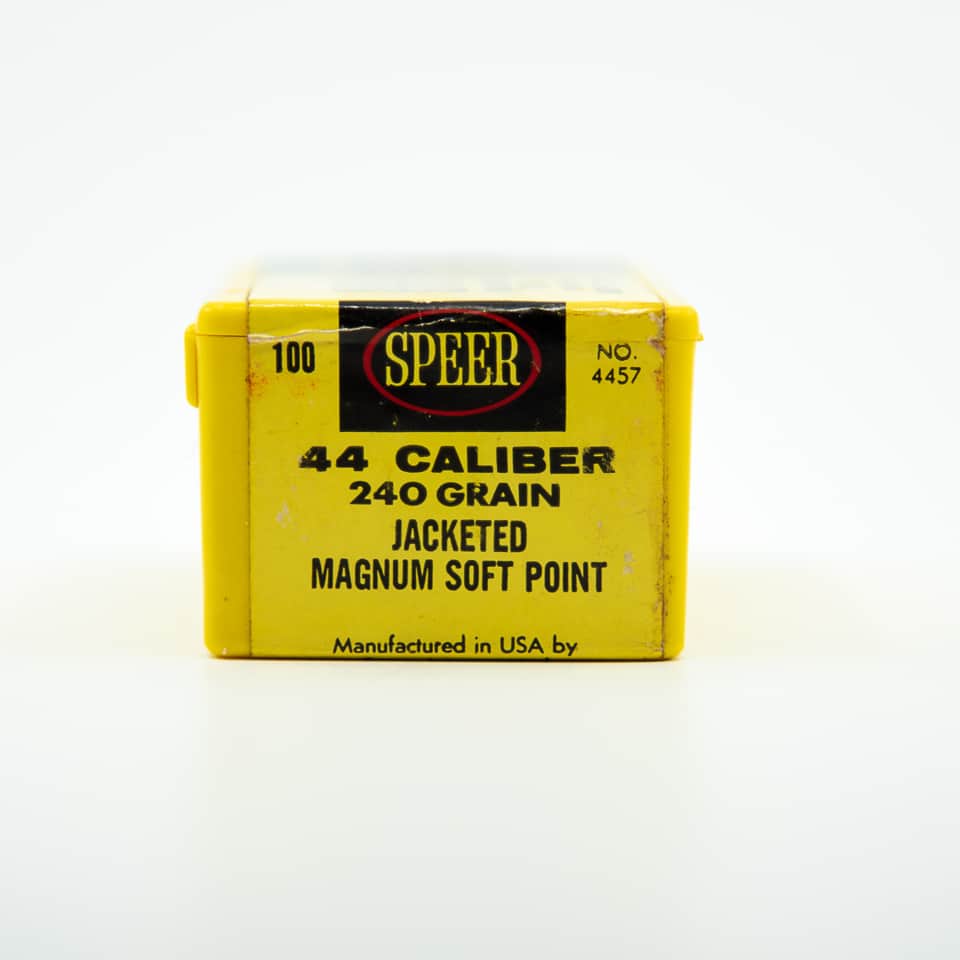 100
SPEER
NO.
4457
44 CALIBER
240 GRAIN
JACKETED
MAGNUM SOFT POINT
Manufactured in USA by